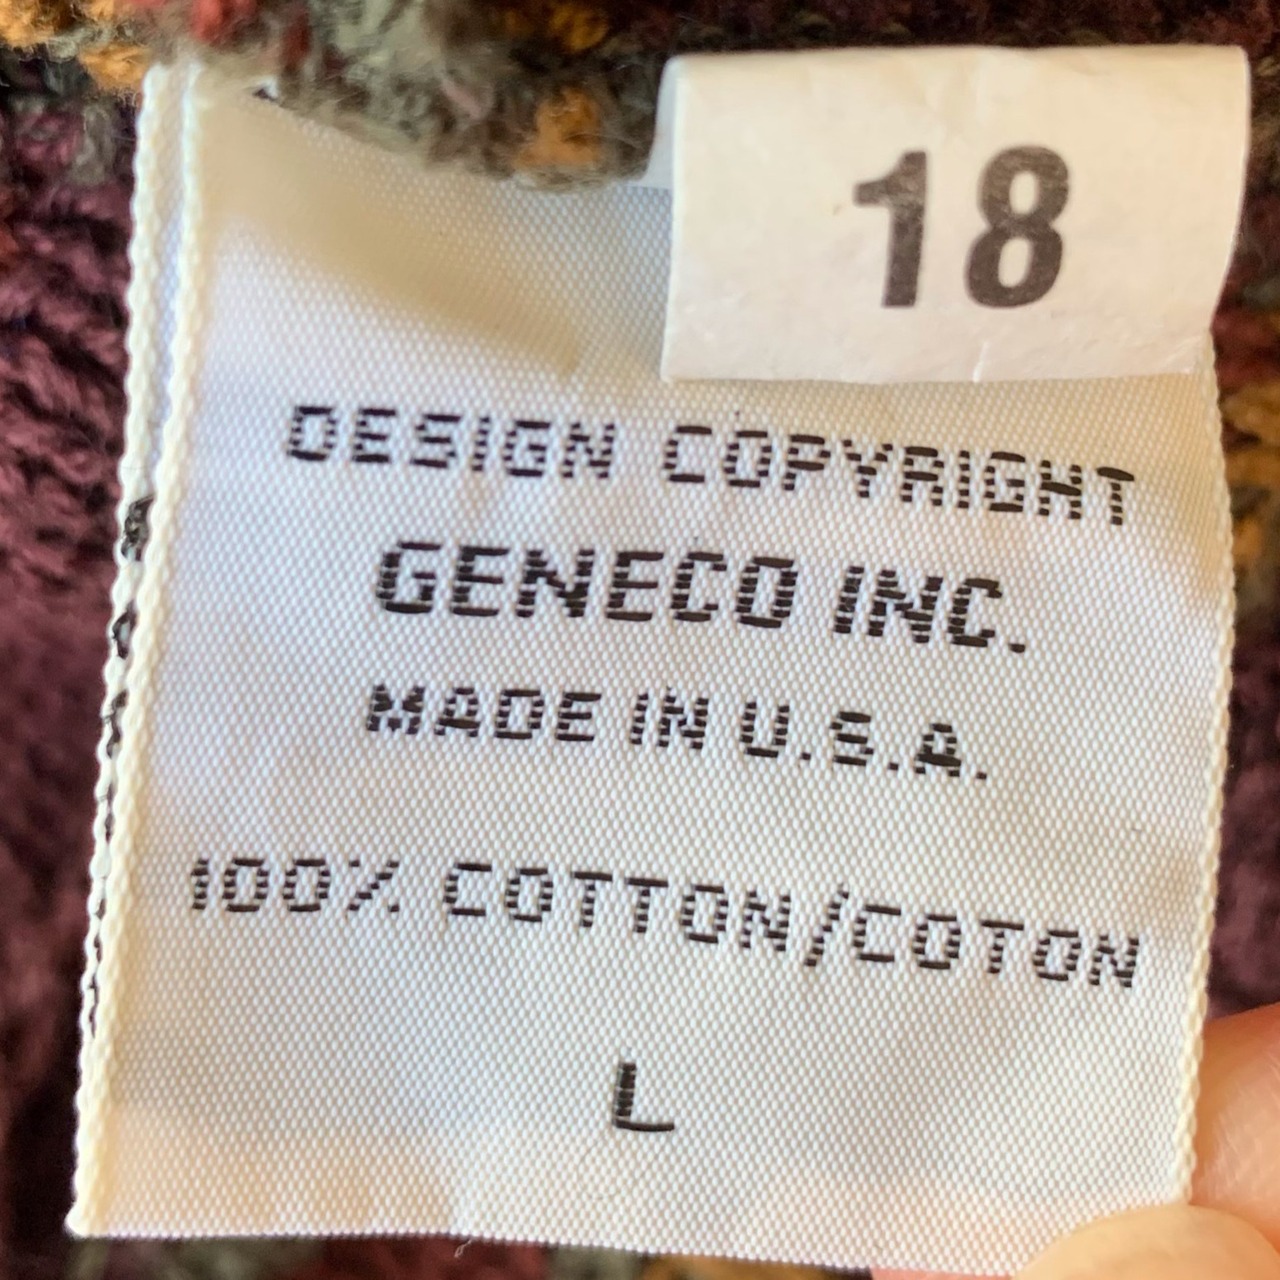 18
DESIGN COPYRIGHT
GENECO INC.
MADE IN U.S.A.
100% COTTON/COTON
L